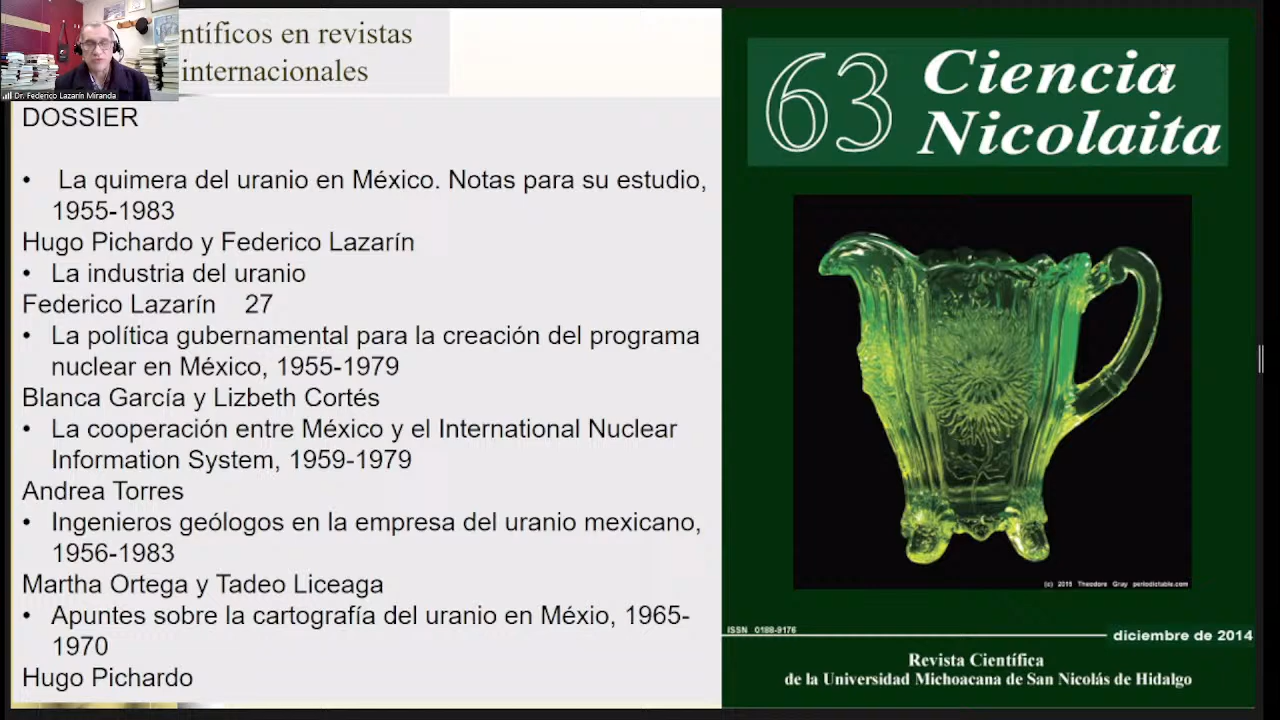 ntíficos en revistas
internacionales
Dr. Federico Lazarín Miranda
DOSSIER
• La quimera del uranio en México. Notas para su estudio,
1955-1983
Hugo Pichardo y Federico Lazarín
• La industria del uranio
Federico Lazarín 27
• La política gubernamental para la creación del programa
nuclear en México, 1955-1979
Blanca García y Lizbeth Cortés
• La cooperación entre México y el International Nuclear
Information System, 1959-1979
Andrea Torres
• Ingenieros geólogos en la empresa del uranio mexicano,
1956-1983
Martha Ortega y Tadeo Liceaga
• Apuntes sobre la cartografía del uranio en Méxio, 1965-
1970
Hugo Pichardo
63
Ciencia
Nicolaita
(c) 2015 Theodore Gray periodictable.com
ISSN 0188-9176
diciembre de 2014
Revista Científica
de la Universidad Michoacana de San Nicolás de Hidalgo